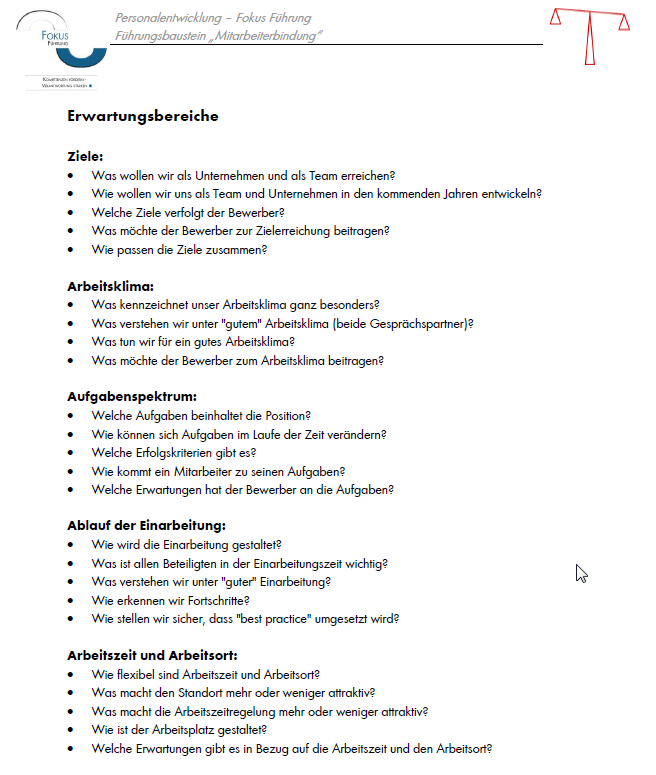 Personalentwicklung – Fokus Führung
Führungsbaustein „Mitarbeiterbindung“
FOKUS
FÜHRUNG
KOMPETENZEN FÖRDERN -
VERANTWORTUNG STÄRKEN
Erwartungsbereiche
Ziele:
• Was wollen wir als Unternehmen und als Team erreichen?
• Wie wollen wir uns als Team und Unternehmen in den kommenden Jahren entwickeln?
• Welche Ziele verfolgt der Bewerber?
• Was möchte der Bewerber zur Zielerreichung beitragen?
• Wie passen die Ziele zusammen?
Arbeitsklima:
• Was kennzeichnet unser Arbeitsklima ganz besonders?
• Was verstehen wir unter "gutem" Arbeitsklima (beide Gesprächspartner)?
• Was tun wir für ein gutes Arbeitsklima?
• Was möchte der Bewerber zum Arbeitsklima beitragen?
Aufgabenspektrum:
• Welche Aufgaben beinhaltet die Position?
• Wie können sich Aufgaben im Laufe der Zeit verändern?
• Welche Erfolgskriterien gibt es?
• Wie kommt ein Mitarbeiter zu seinen Aufgaben?
• Welche Erwartungen hat der Bewerber an die Aufgaben?
Ablauf der Einarbeitung:
• Wie wird die Einarbeitung gestaltet?
• Was ist allen Beteiligten in der Einarbeitungszeit wichtig?
• Was verstehen wir unter "guter" Einarbeitung?
• Wie erkennen wir Fortschritte?
• Wie stellen wir sicher, dass "best practice" umgesetzt wird?
Arbeitszeit und Arbeitsort:
• Wie flexibel sind Arbeitszeit und Arbeitsort?
• Was macht den Standort mehr oder weniger attraktiv?
• Was macht die Arbeitszeitregelung mehr oder weniger attraktiv?
• Wie ist der Arbeitsplatz gestaltet?
• Welche Erwartungen gibt es in Bezug auf die Arbeitszeit und den Arbeitsort?